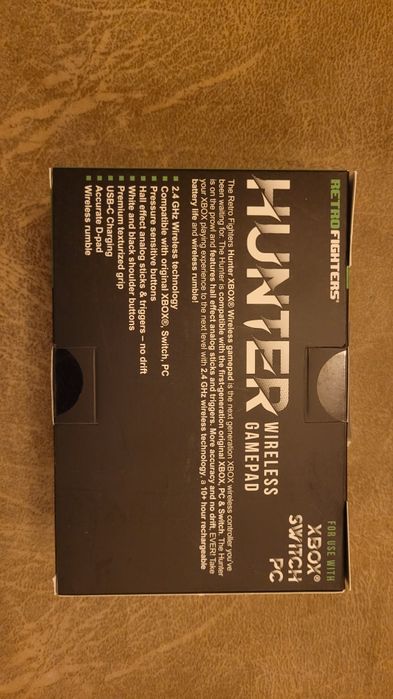 RETROFIGHTERS™
HUNTER
WIRELESS
GAMEPAD
FOR USE WITH
XBOX®
SWITCH
PC
The Retro Fighters Hunter XBOX® Wireless gamepad is the next generation XBOX wireless controller you've
been waiting for. The Hunter is compatible with the first-generation original XBOX, PC & Switch. The Hunter
is on the prowl and features hall effect analog sticks and triggers. More accuracy and no drift, EVER! Take
your XBOX playing experience to the next level with 2.4 GHz wireless technology, a 10+ hour rechargeable
battery life and wireless rumble!
2.4 GHz Wireless technology
Compatible with original XBOX®, Switch, PC
Pressure sensitive buttons
Hall effect analog sticks & triggers – no drift
White and black shoulder buttons
Premium texturized grip
USB-C Charging
Accurate D-pad
Wireless rumble